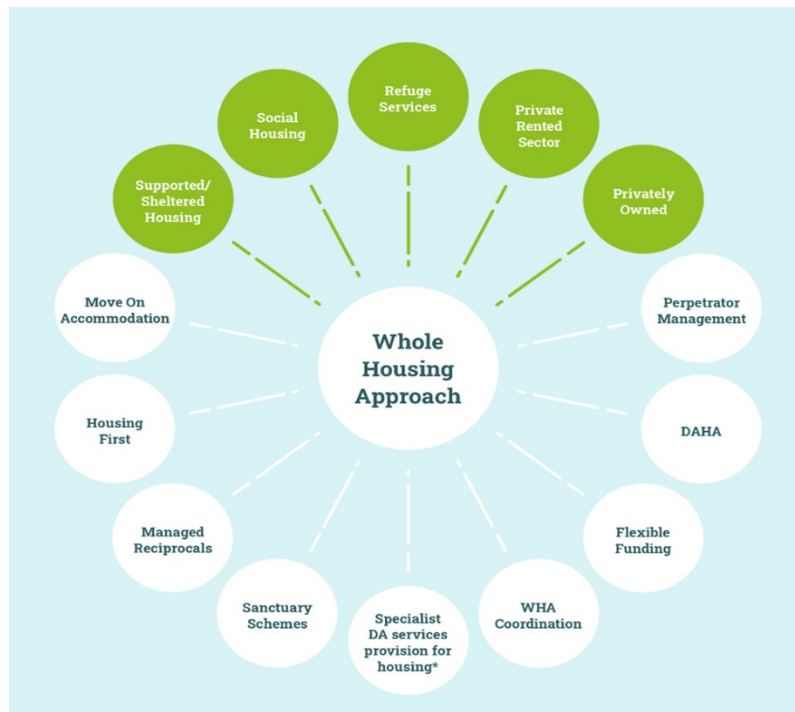 Refuge
Services
Social
Housing
Private
Rented
Sector
Supported/
Sheltered
Housing
Privately
Owned
Move On
Accommodation
Perpetrator
Management
Whole
Housing
Approach
Housing
First
DAHA
Managed
Reciprocals
Flexible
Funding
Sanctuary
Schemes
Specialist
DA services
provision for
housing*
WHA
Coordination